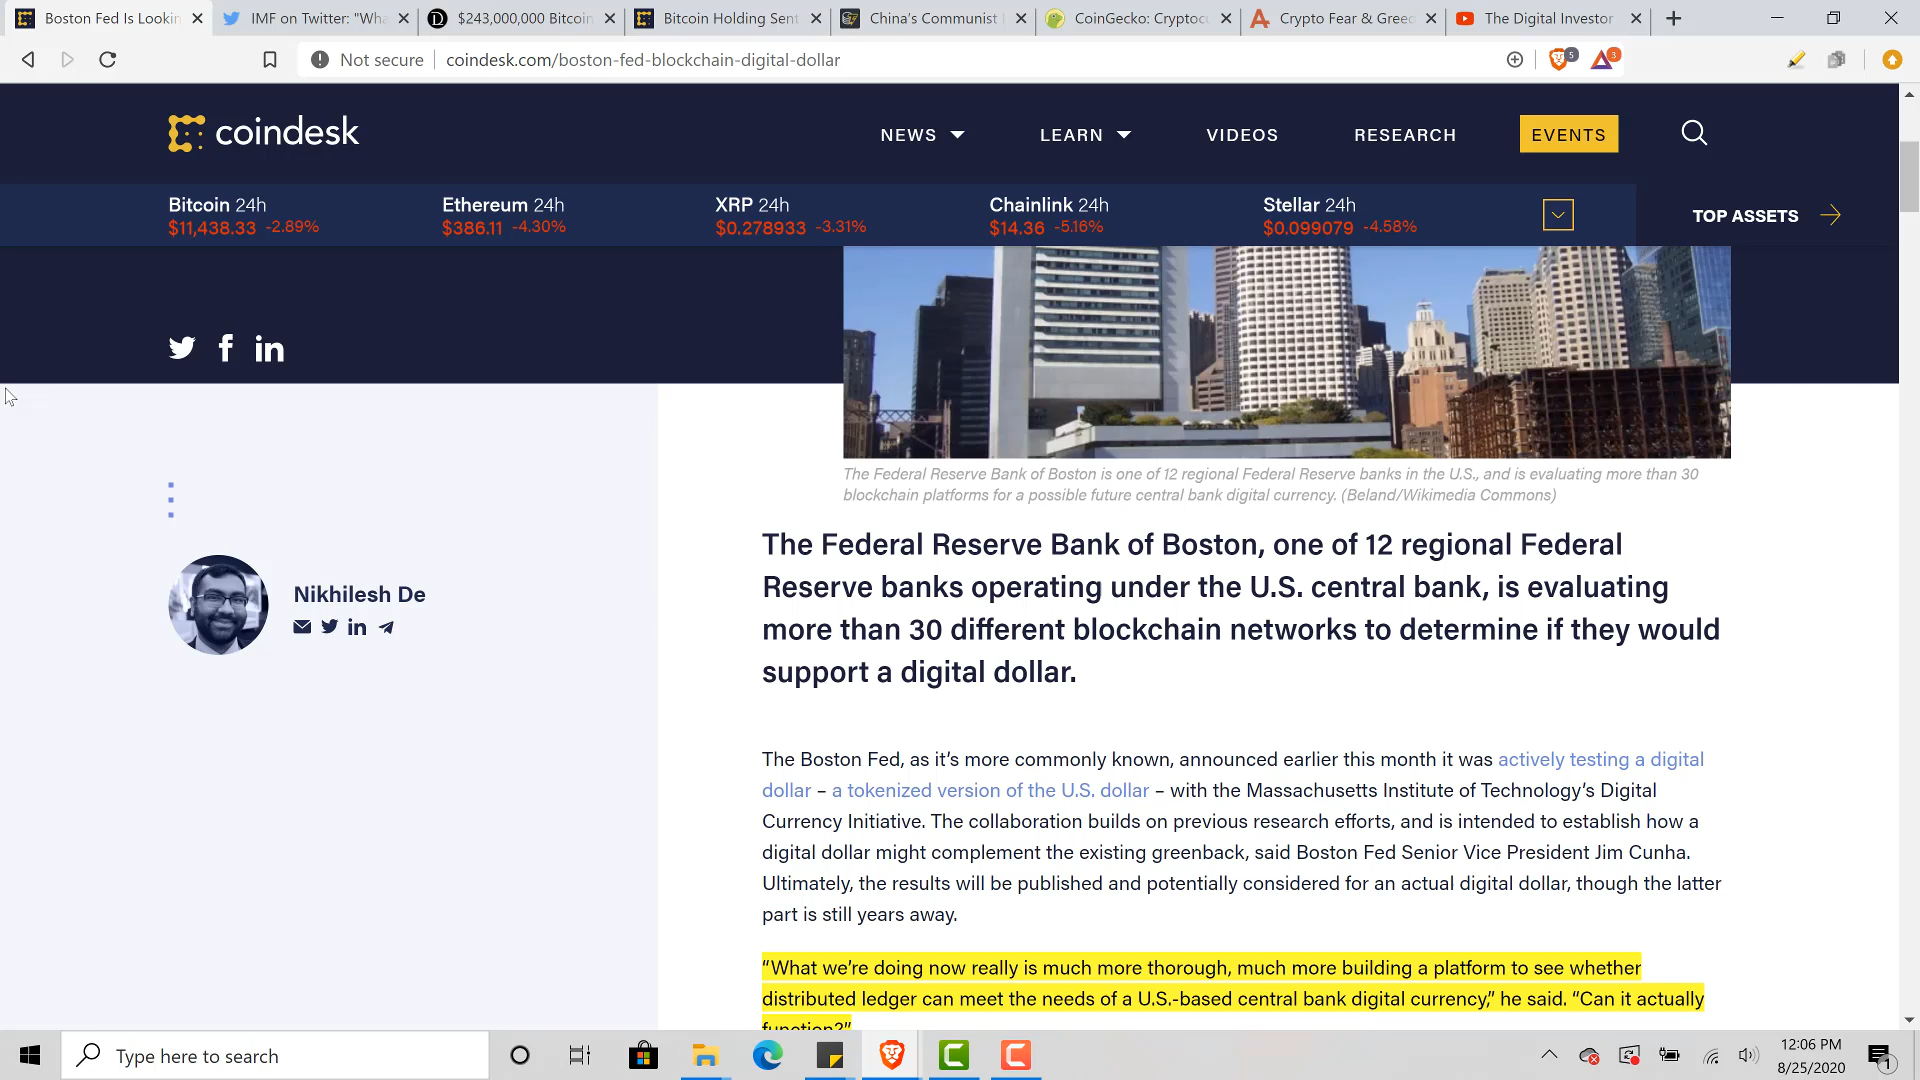 Boston Fed Is Lookin
IMF on Twitter: "Wha
$243,000,000 Bitcoin
Bitcoin Holding Sent
China's Communist
CoinGecko: Cryptocu
Crypto Fear & Greed
The Digital Investor
Not secure
coindesk.com/boston-fed-blockchain-digital-dollar
5
3
coindesk
NEWS
LEARN
VIDEOS
RESEARCH
EVENTS
Bitcoin 24h
$11,438.33 -2.89%
Ethereum 24h
$386.11 -4.30%
XRP 24h
$0.278933 -3.31%
Chainlink 24h
$14.36 -5.16%
Stellar 24h
$0.099079 -4.58%
TOP ASSETS
Nikhilesh De
The Federal Reserve Bank of Boston is one of 12 regional Federal Reserve banks in the U.S., and is evaluating more than 30
blockchain platforms for a possible future central bank digital currency. (Beland/Wikimedia Commons)
The Federal Reserve Bank of Boston, one of 12 regional Federal
Reserve banks operating under the U.S. central bank, is evaluating
more than 30 different blockchain networks to determine if they would
support a digital dollar.
The Boston Fed, as it’s more commonly known, announced earlier this month it was actively testing a digital
dollar – a tokenized version of the U.S. dollar – with the Massachusetts Institute of Technology’s Digital
Currency Initiative. The collaboration builds on previous research efforts, and is intended to establish how a
digital dollar might complement the existing greenback, said Boston Fed Senior Vice President Jim Cunha.
Ultimately, the results will be published and potentially considered for an actual digital dollar, though the latter
part is still years away.
“What we’re doing now really is much more thorough, much more building a platform to see whether
distributed ledger can meet the needs of a U.S.-based central bank digital currency,” he said. “Can it actually
function?”
Type here to search
12:06 PM
8/25/2020
1